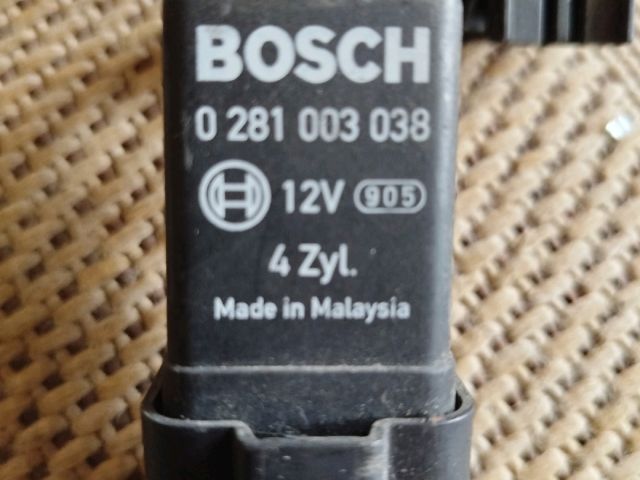 BOSCH
0 281 003 038
12V 905
4 Zyl.
Made in Malaysia